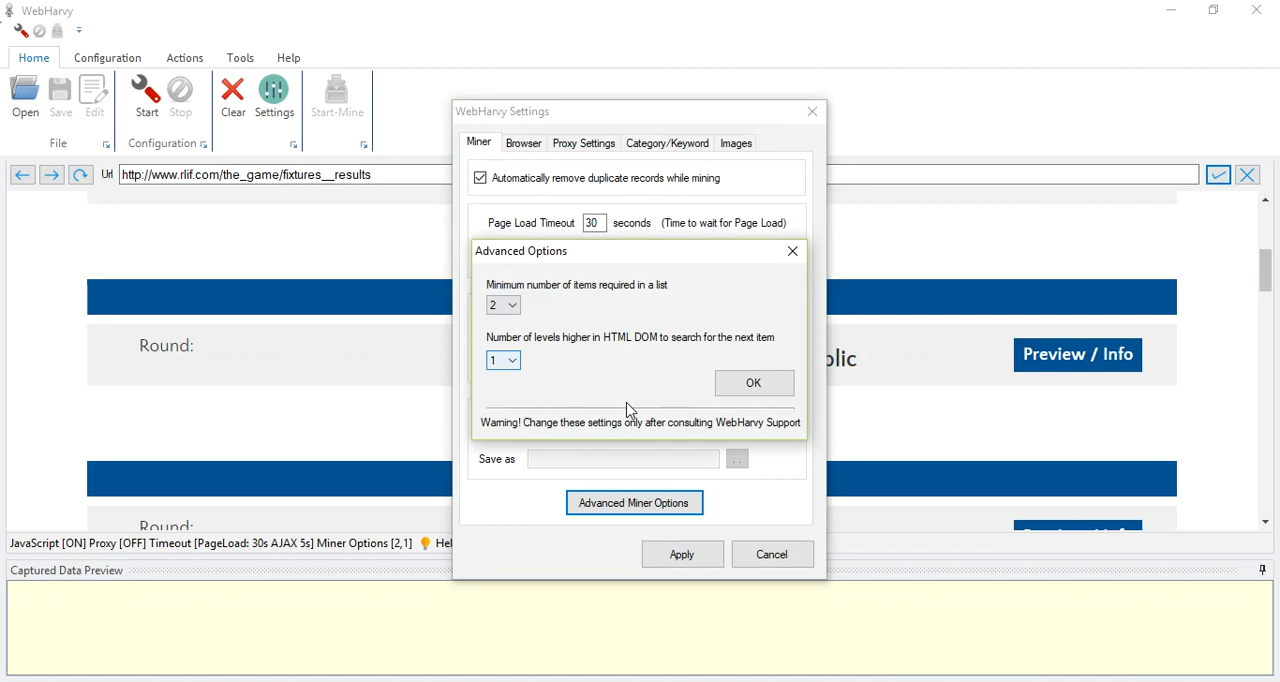 WebHarvy
Home Configuration Actions Tools Help
Open Save Edit Start Stop Clear Settings Start-Mine
File Configuration
Url http://www.rlif.com/the_game/fixtures__results
Round:
blic
Preview / Info
Round:
WebHarvy Settings
Miner Browser Proxy Settings Category/Keyword Images
Automatically remove duplicate records while mining
Page Load Timeout 30 seconds (Time to wait for Page Load)
Advanced Options
Minimum number of items required in a list
2
Number of levels higher in HTML DOM to search for the next item
1
OK
Warning! Change these settings only after consulting WebHarvy Support
Save as ..
Advanced Miner Options
Apply Cancel
JavaScript [ON] Proxy [OFF] Timeout [PageLoad: 30s AJAX 5s] Miner Options [2,1] Hel
Captured Data Preview